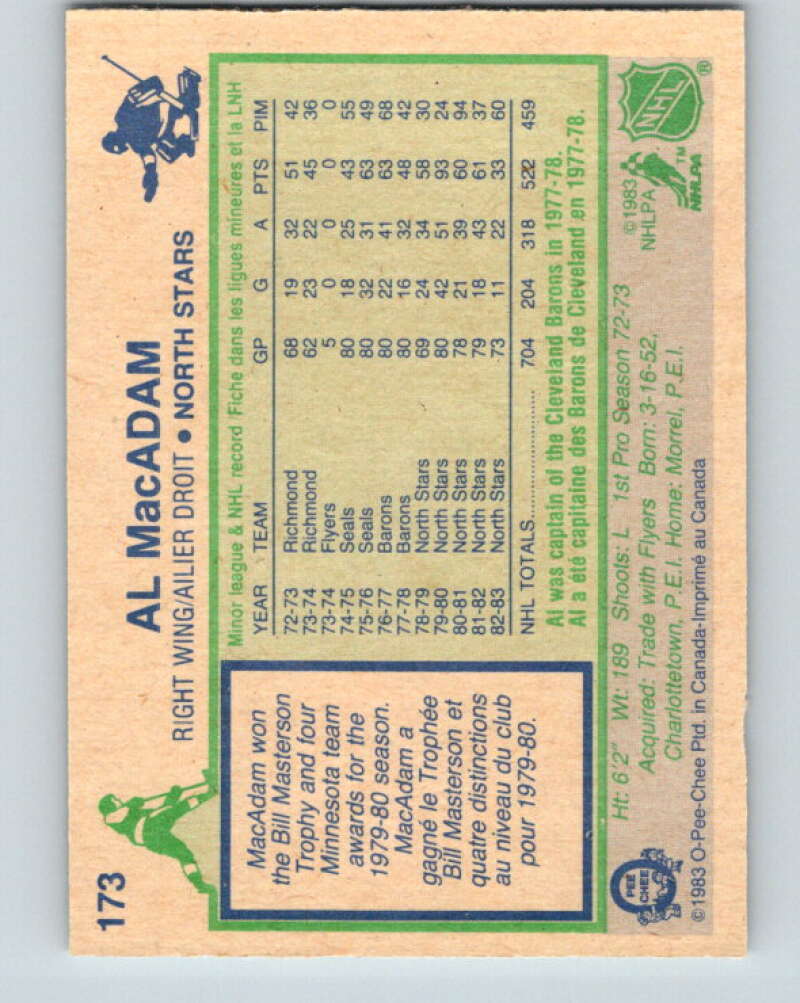 173
AL MacADAM
RIGHT WING/AILIER DROIT • NORTH STARS
MacAdam won
the Bill Masterson
Trophy and four
Minnesota team
awards for the
1979-80 season.
MacAdam a
gagné le Trophée
Bill Masterson et
quatre distinctions
au niveau du club
pour 1979-80.
Minor league & NHL record Fiche dans les ligues mineures et la LNH
YEAR TEAM GP G A PTS PIM
72-73 Richmond 68 19 32 51 42
73-74 Richmond 62 23 22 45 36
73-74 Flyers 5 0 0 0 0
74-75 Seals 80 18 25 43 55
75-76 Seals 80 32 31 63 49
76-77 Barons 80 22 41 63 68
77-78 Barons 80 16 32 48 42
78-79 North Stars 69 24 34 58 30
79-80 North Stars 80 42 51 93 24
80-81 North Stars 78 21 39 60 94
81-82 North Stars 79 18 43 61 37
82-83 North Stars 73 11 22 33 60
NHL TOTALS.................. 704 204 318 522 459
Al was captain of the Cleveland Barons in 1977-78.
Al a été capitaine des Barons de Cleveland en 1977-78.
Ht: 6'2" Wt: 189 Shoots: L 1st Pro Season 72-73
Acquired: Trade with Flyers Born: 3-16-52,
Charlottetown, P.E.I. Home: Morrel, P.E.I.
©1983 O-Pee-Chee Ptd. in Canada-Imprimé au Canada
O
PEE
CHEE
©1983
NHLPA
NHLPA
™
NHL
®